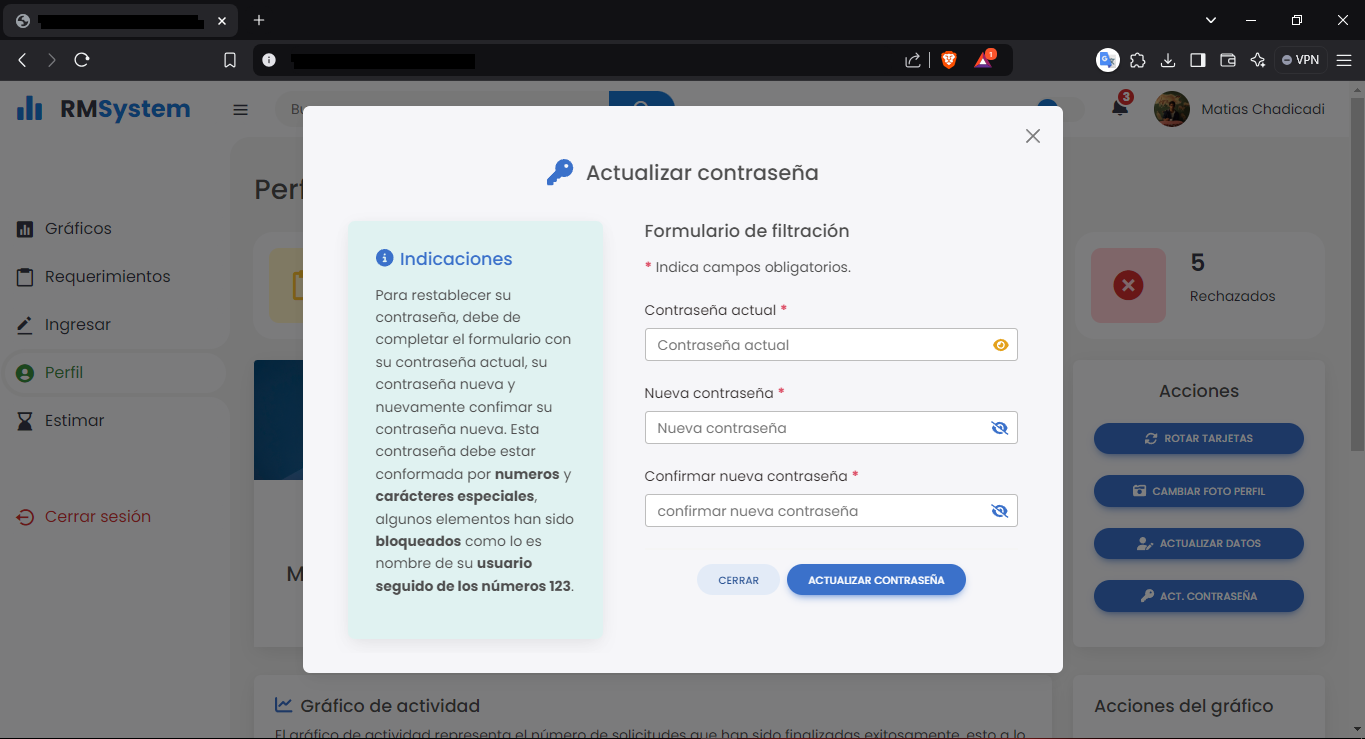 VPN
1
RMSystem
3
Matias Chadicadi
Gráficos
Requerimientos
Ingresar
Perfil
Estimar
Cerrar sesión
Actualizar contraseña
Indicaciones
Para restablecer su
contraseña, debe de
completar el formulario con
su contraseña actual, su
contraseña nueva y
nuevamente confimar su
contraseña nueva. Esta
contraseña debe estar
conformada por numeros y
carácteres especiales,
algunos elementos han sido
bloqueados como lo es
nombre de su usuario
seguido de los números 123.
Formulario de filtración
* Indica campos obligatorios.
Contraseña actual *
Contraseña actual
Nueva contraseña *
Nueva contraseña
Confirmar nueva contraseña *
confirmar nueva contraseña
CERRAR
ACTUALIZAR CONTRASEÑA
5
Rechazados
Acciones
ROTAR TARJETAS
CAMBIAR FOTO PERFIL
ACTUALIZAR DATOS
ACT. CONTRASEÑA
Gráfico de actividad
El gráfico de actividad representa el número de solicitudes que han sido finalizadas exitosamente, esto a lo
Acciones del gráfico